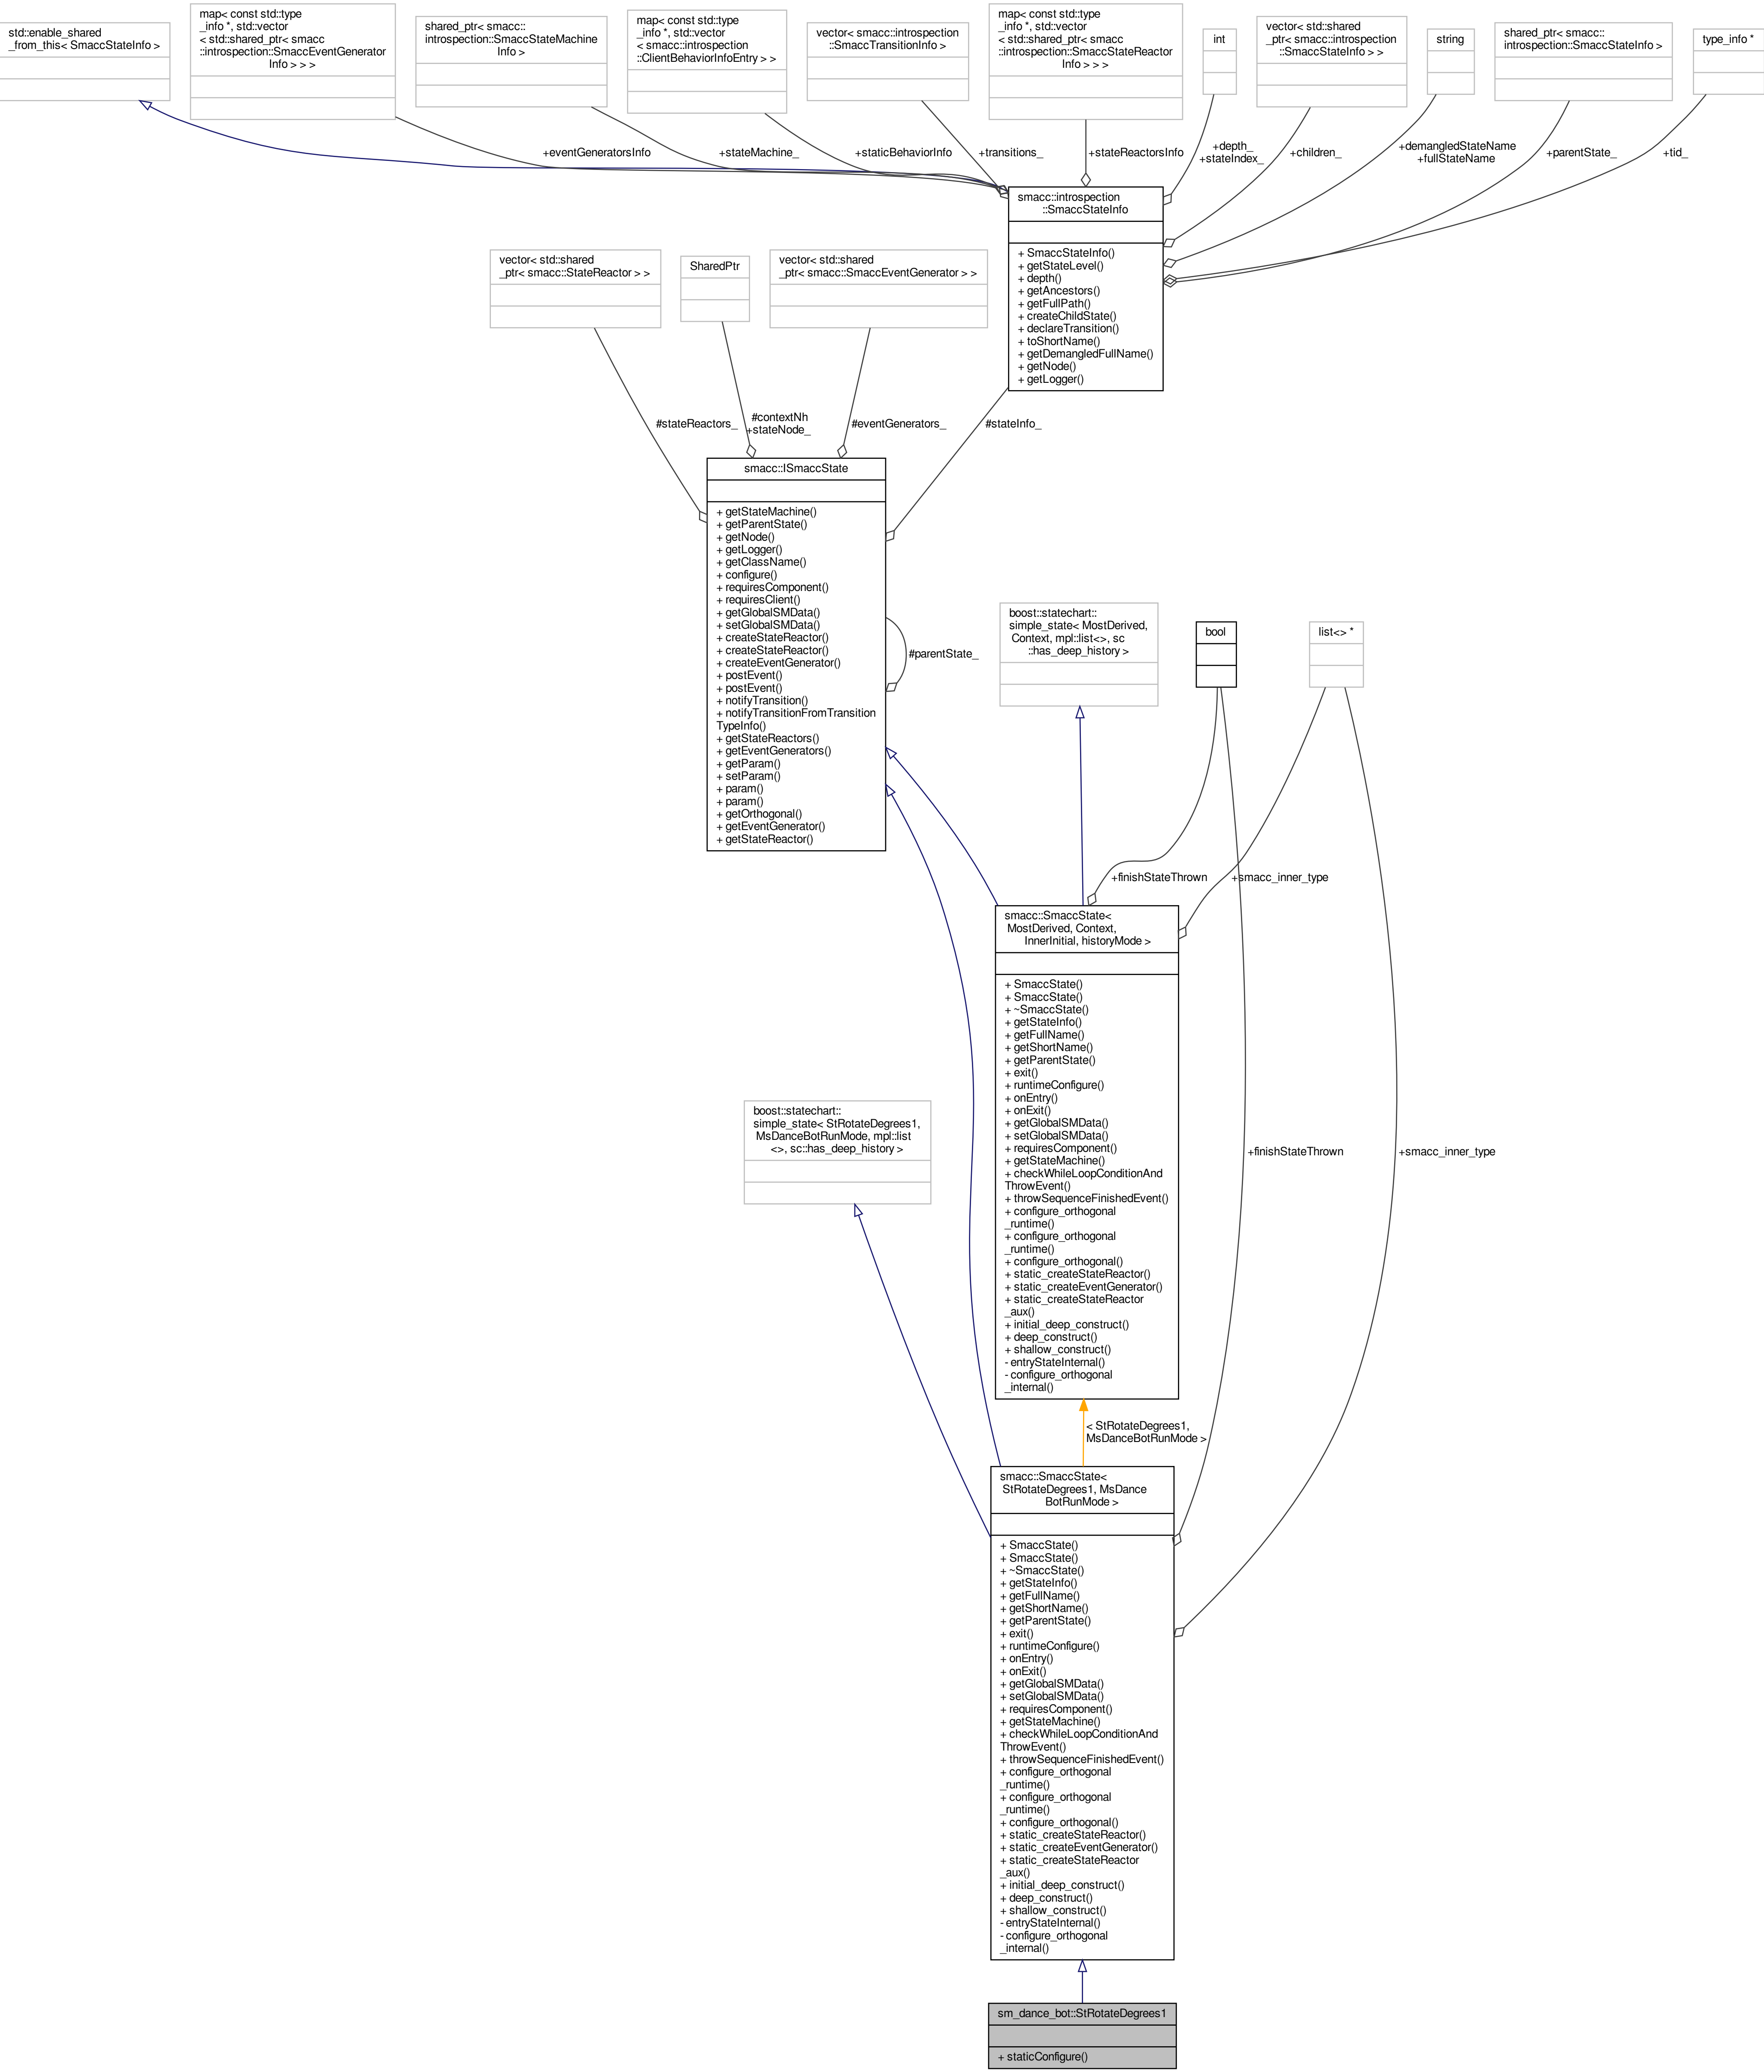 std::enable_shared
_from_this< SmaccStateInfo >
map< const std::type
_info *, std::vector
< std::shared_ptr< smacc
::introspection::SmaccEventGenerator
Info > > >
shared_ptr< smacc::
introspection::SmaccStateMachine
Info >
map< const std::type
_info *, std::vector
< smacc::introspection
::ClientBehaviorInfoEntry > >
vector< smacc::introspection
::SmaccTransitionInfo >
map< const std::type
_info *, std::vector
< std::shared_ptr< smacc
::introspection::SmaccStateReactor
Info > > >
int
vector< std::shared
_ptr< smacc::introspection
::SmaccStateInfo > >
string
shared_ptr< smacc::
introspection::SmaccStateInfo >
type_info *
+eventGeneratorsInfo
+stateMachine_
+staticBehaviorInfo
+transitions_
+stateReactorsInfo
+depth_
+stateIndex_
+children_
+demangledStateName
+fullStateName
+parentState_
+tid_
smacc::introspection
::SmaccStateInfo
+ SmaccStateInfo()
+ getStateLevel()
+ depth()
+ getAncestors()
+ getFullPath()
+ createChildState()
+ declareTransition()
+ toShortName()
+ getDemangledFullName()
+ getNode()
+ getLogger()
vector< std::shared
_ptr< smacc::StateReactor > >
SharedPtr
vector< std::shared
_ptr< smacc::SmaccEventGenerator > >
#stateReactors_
#contextNh
+stateNode_
#eventGenerators_
#stateInfo_
smacc::ISmaccState
+ getStateMachine()
+ getParentState()
+ getNode()
+ getLogger()
+ getClassName()
+ configure()
+ requiresComponent()
+ requiresClient()
+ getGlobalSMData()
+ setGlobalSMData()
+ createStateReactor()
+ createStateReactor()
+ createEventGenerator()
+ postEvent()
+ postEvent()
+ notifyTransition()
+ notifyTransitionFromTransition
TypeInfo()
+ getStateReactors()
+ getEventGenerators()
+ getParam()
+ setParam()
+ param()
+ param()
+ getOrthogonal()
+ getEventGenerator()
+ getStateReactor()
#parentState_
boost::statechart::
simple_state< MostDerived,
Context, mpl::list<>, sc
::has_deep_history >
bool
list<> *
+finishStateThrown
+smacc_inner_type
smacc::SmaccState<
MostDerived, Context,
InnerInitial, historyMode >
+ SmaccState()
+ SmaccState()
+ ~SmaccState()
+ getStateInfo()
+ getFullName()
+ getShortName()
+ getParentState()
+ exit()
+ runtimeConfigure()
+ onEntry()
+ onExit()
+ getGlobalSMData()
+ setGlobalSMData()
+ requiresComponent()
+ getStateMachine()
+ checkWhileLoopConditionAnd
ThrowEvent()
+ throwSequenceFinishedEvent()
+ configure_orthogonal
_runtime()
+ configure_orthogonal
_runtime()
+ configure_orthogonal()
+ static_createStateReactor()
+ static_createEventGenerator()
+ static_createStateReactor
_aux()
+ initial_deep_construct()
+ deep_construct()
+ shallow_construct()
- entryStateInternal()
- configure_orthogonal
_internal()
boost::statechart::
simple_state< StRotateDegrees1,
MsDanceBotRunMode, mpl::list
<>, sc::has_deep_history >
+finishStateThrown
+smacc_inner_type
< StRotateDegrees1,
MsDanceBotRunMode >
smacc::SmaccState<
StRotateDegrees1, MsDance
BotRunMode >
+ SmaccState()
+ SmaccState()
+ ~SmaccState()
+ getStateInfo()
+ getFullName()
+ getShortName()
+ getParentState()
+ exit()
+ runtimeConfigure()
+ onEntry()
+ onExit()
+ getGlobalSMData()
+ setGlobalSMData()
+ requiresComponent()
+ getStateMachine()
+ checkWhileLoopConditionAnd
ThrowEvent()
+ throwSequenceFinishedEvent()
+ configure_orthogonal
_runtime()
+ configure_orthogonal
_runtime()
+ configure_orthogonal()
+ static_createStateReactor()
+ static_createEventGenerator()
+ static_createStateReactor
_aux()
+ initial_deep_construct()
+ deep_construct()
+ shallow_construct()
- entryStateInternal()
- configure_orthogonal
_internal()
sm_dance_bot::StRotateDegrees1
+ staticConfigure()